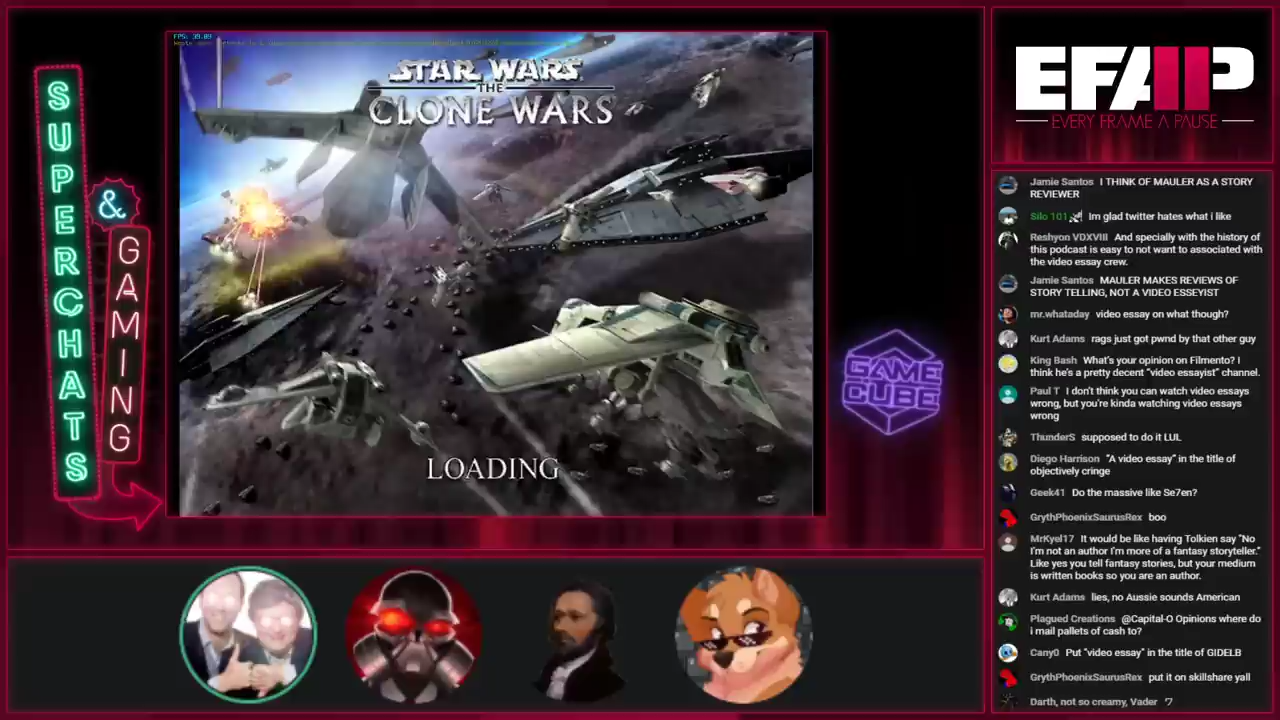 SUPERCHATS
&
GAMING
FPS: 39.89
STAR WARS
THE
CLONE WARS
LOADING
GAME
CUBE
EFAP
EVERY FRAME A PAUSE
Jamie Santos I THINK OF MAULER AS A STORY
REVIEWER
Silo 101 Im glad twitter hates what i like
Reshyon VDXVIII And specially with the history of
this podcast is easy to not want to associated with
the video essay crew.
Jamie Santos MAULER MAKES REVIEWS OF
STORY TELLING, NOT A VIDEO ESSEYIST
mr.whataday video essay on what though?
Kurt Adams rags just got pwnd by that other guy
King Bash What's your opinion on Filmento? I
think he's a pretty decent "video essayist" channel.
Paul T I don't think you can watch video essays
wrong, but you're kinda watching video essays
wrong
ThunderS supposed to do it LUL
Diego Harrison "A video essay" in the title of
objectively cringe
Geek41 Do the massive like Se7en?
GrythPhoenixSaurusRex boo
MrKyel17 It would be like having Tolkien say "No
I'm not an author I'm more of a fantasy storyteller."
Like yes you tell fantasy stories, but your medium
is written books so you are an author.
Kurt Adams lies, no Aussie sounds American
Plagued Creations @Capital-O Opinions where do
i mail pallets of cash to?
Cany0 Put "video essay" in the title of GIDELB
GrythPhoenixSaurusRex put it on skillshare yall
Darth, not so creamy, Vader ワ